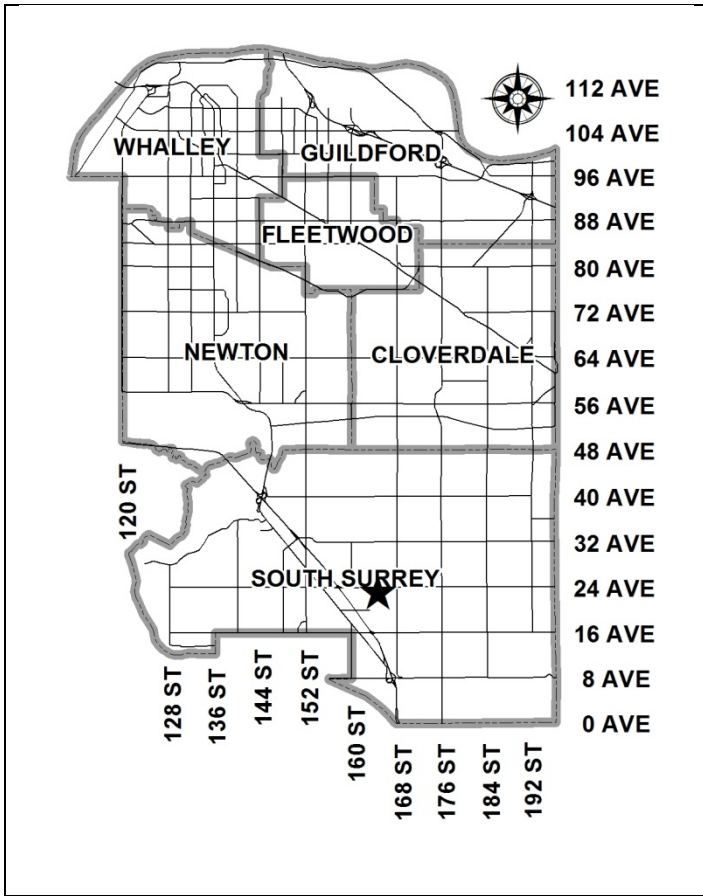 112 AVE
104 AVE
WHALLEY
GUILDFORD
96 AVE
88 AVE
FLEETWOOD
80 AVE
72 AVE
NEWTON
CLOVERDALE
64 AVE
56 AVE
48 AVE
120 ST
40 AVE
32 AVE
SOUTH SURREY
24 AVE
16 AVE
8 AVE
0 AVE
128 ST
136 ST
144 ST
152 ST
160 ST
168 ST
176 ST
184 ST
192 ST